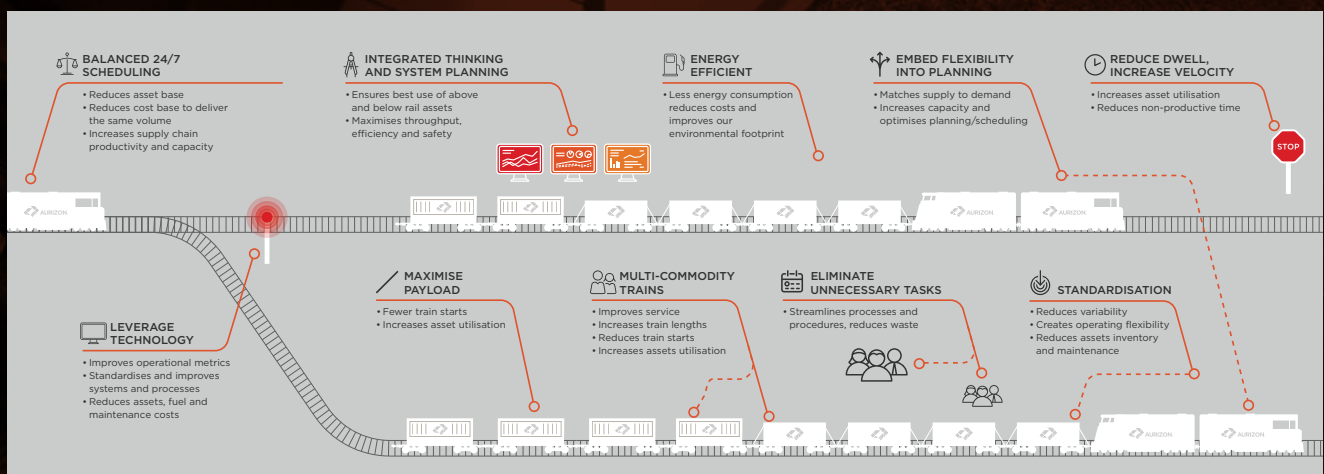 BALANCED 24/7
SCHEDULING
• Reduces asset base
• Reduces cost base to deliver
the same volume
• Increases supply chain
productivity and capacity
INTEGRATED THINKING
AND SYSTEM PLANNING
• Ensures best use of above
and below rail assets
• Maximises throughput,
efficiency and safety
ENERGY
EFFICIENT
• Less energy consumption
reduces costs and
improves our
environmental footprint
EMBED FLEXIBILITY
INTO PLANNING
• Matches supply to demand
• Increases capacity and
optimises planning/scheduling
REDUCE DWELL,
INCREASE VELOCITY
• Increases asset utilisation
• Reduces non-productive time
STOP
AURIZON
AURIZON
AURIZON
LEVERAGE
TECHNOLOGY
• Improves operational metrics
• Standardises and improves
systems and processes
• Reduces assets, fuel and
maintenance costs
MAXIMISE
PAYLOAD
• Fewer train starts
• Increases asset utilisation
MULTI-COMMODITY
TRAINS
• Improves service
• Increases train lengths
• Reduces train starts
• Increases assets utilisation
ELIMINATE
UNNECESSARY TASKS
• Streamlines processes and
procedures, reduces waste
STANDARDISATION
• Reduces variability
• Creates operating flexibility
• Reduces assets inventory
and maintenance
AURIZON
AURIZON